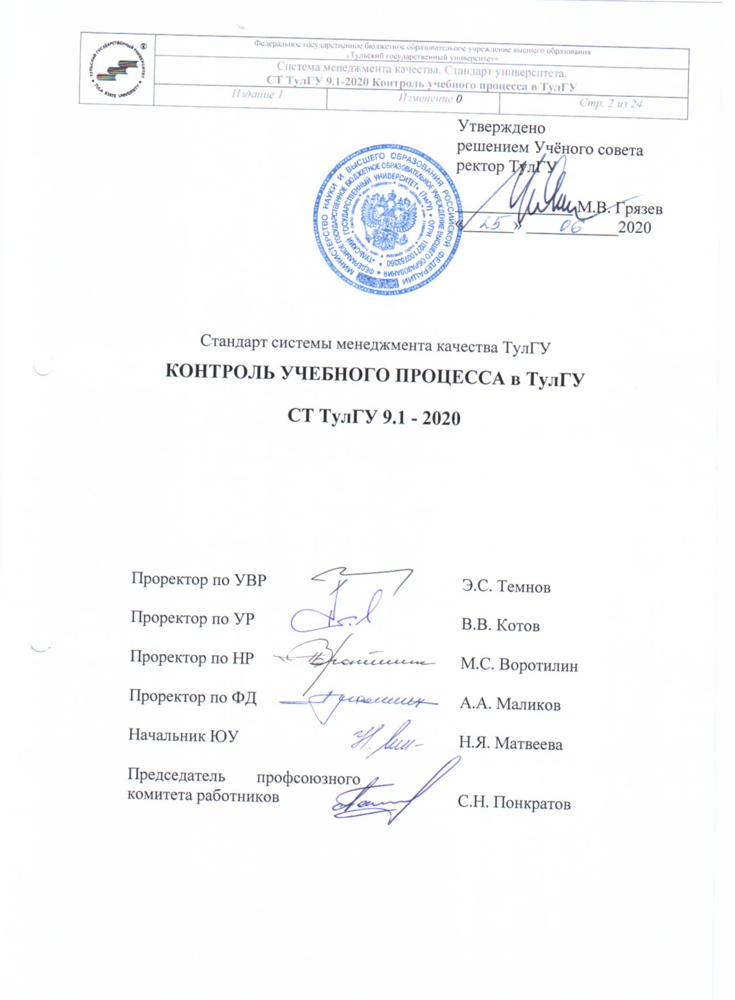 Федеральное государственное бюджетное образовательное учреждение высшего образования
«Тульский государственный университет»
Система менеджмента качества. Стандарт университета.
СТ ТулГУ 9.1-2020 Контроль учебного процесса в ТулГУ
Издание 1
Изменение 0
Стр. 2 из 24
ТУЛЬСКИЙ ГОСУДАРСТВЕННЫЙ УНИВЕРСИТЕТ
TULA STATE UNIVERSITY
®
Утверждено
решением Учёного совета
ректор ТулГУ
М.В. Грязев
« 25 » 06 2020
МИНИСТЕРСТВО НАУКИ И ВЫСШЕГО ОБРАЗОВАНИЯ РОССИЙСКОЙ ФЕДЕРАЦИИ
ФЕДЕРАЛЬНОЕ ГОСУДАРСТВЕННОЕ БЮДЖЕТНОЕ ОБРАЗОВАТЕЛЬНОЕ УЧРЕЖДЕНИЕ ВЫСШЕГО ОБРАЗОВАНИЯ
«ТУЛЬСКИЙ ГОСУДАРСТВЕННЫЙ УНИВЕРСИТЕТ» (ТулГУ) * ОГРН 1027100753360
Стандарт системы менеджмента качества ТулГУ
КОНТРОЛЬ УЧЕБНОГО ПРОЦЕССА в ТулГУ
СТ ТулГУ 9.1 - 2020
Проректор по УВР Э.С. Темнов
Проректор по УР В.В. Котов
Проректор по НР М.С. Воротилин
Проректор по ФД А.А. Маликов
Начальник ЮУ Н.Я. Матвеева
Председатель профсоюзного
комитета работников С.Н. Понкратов